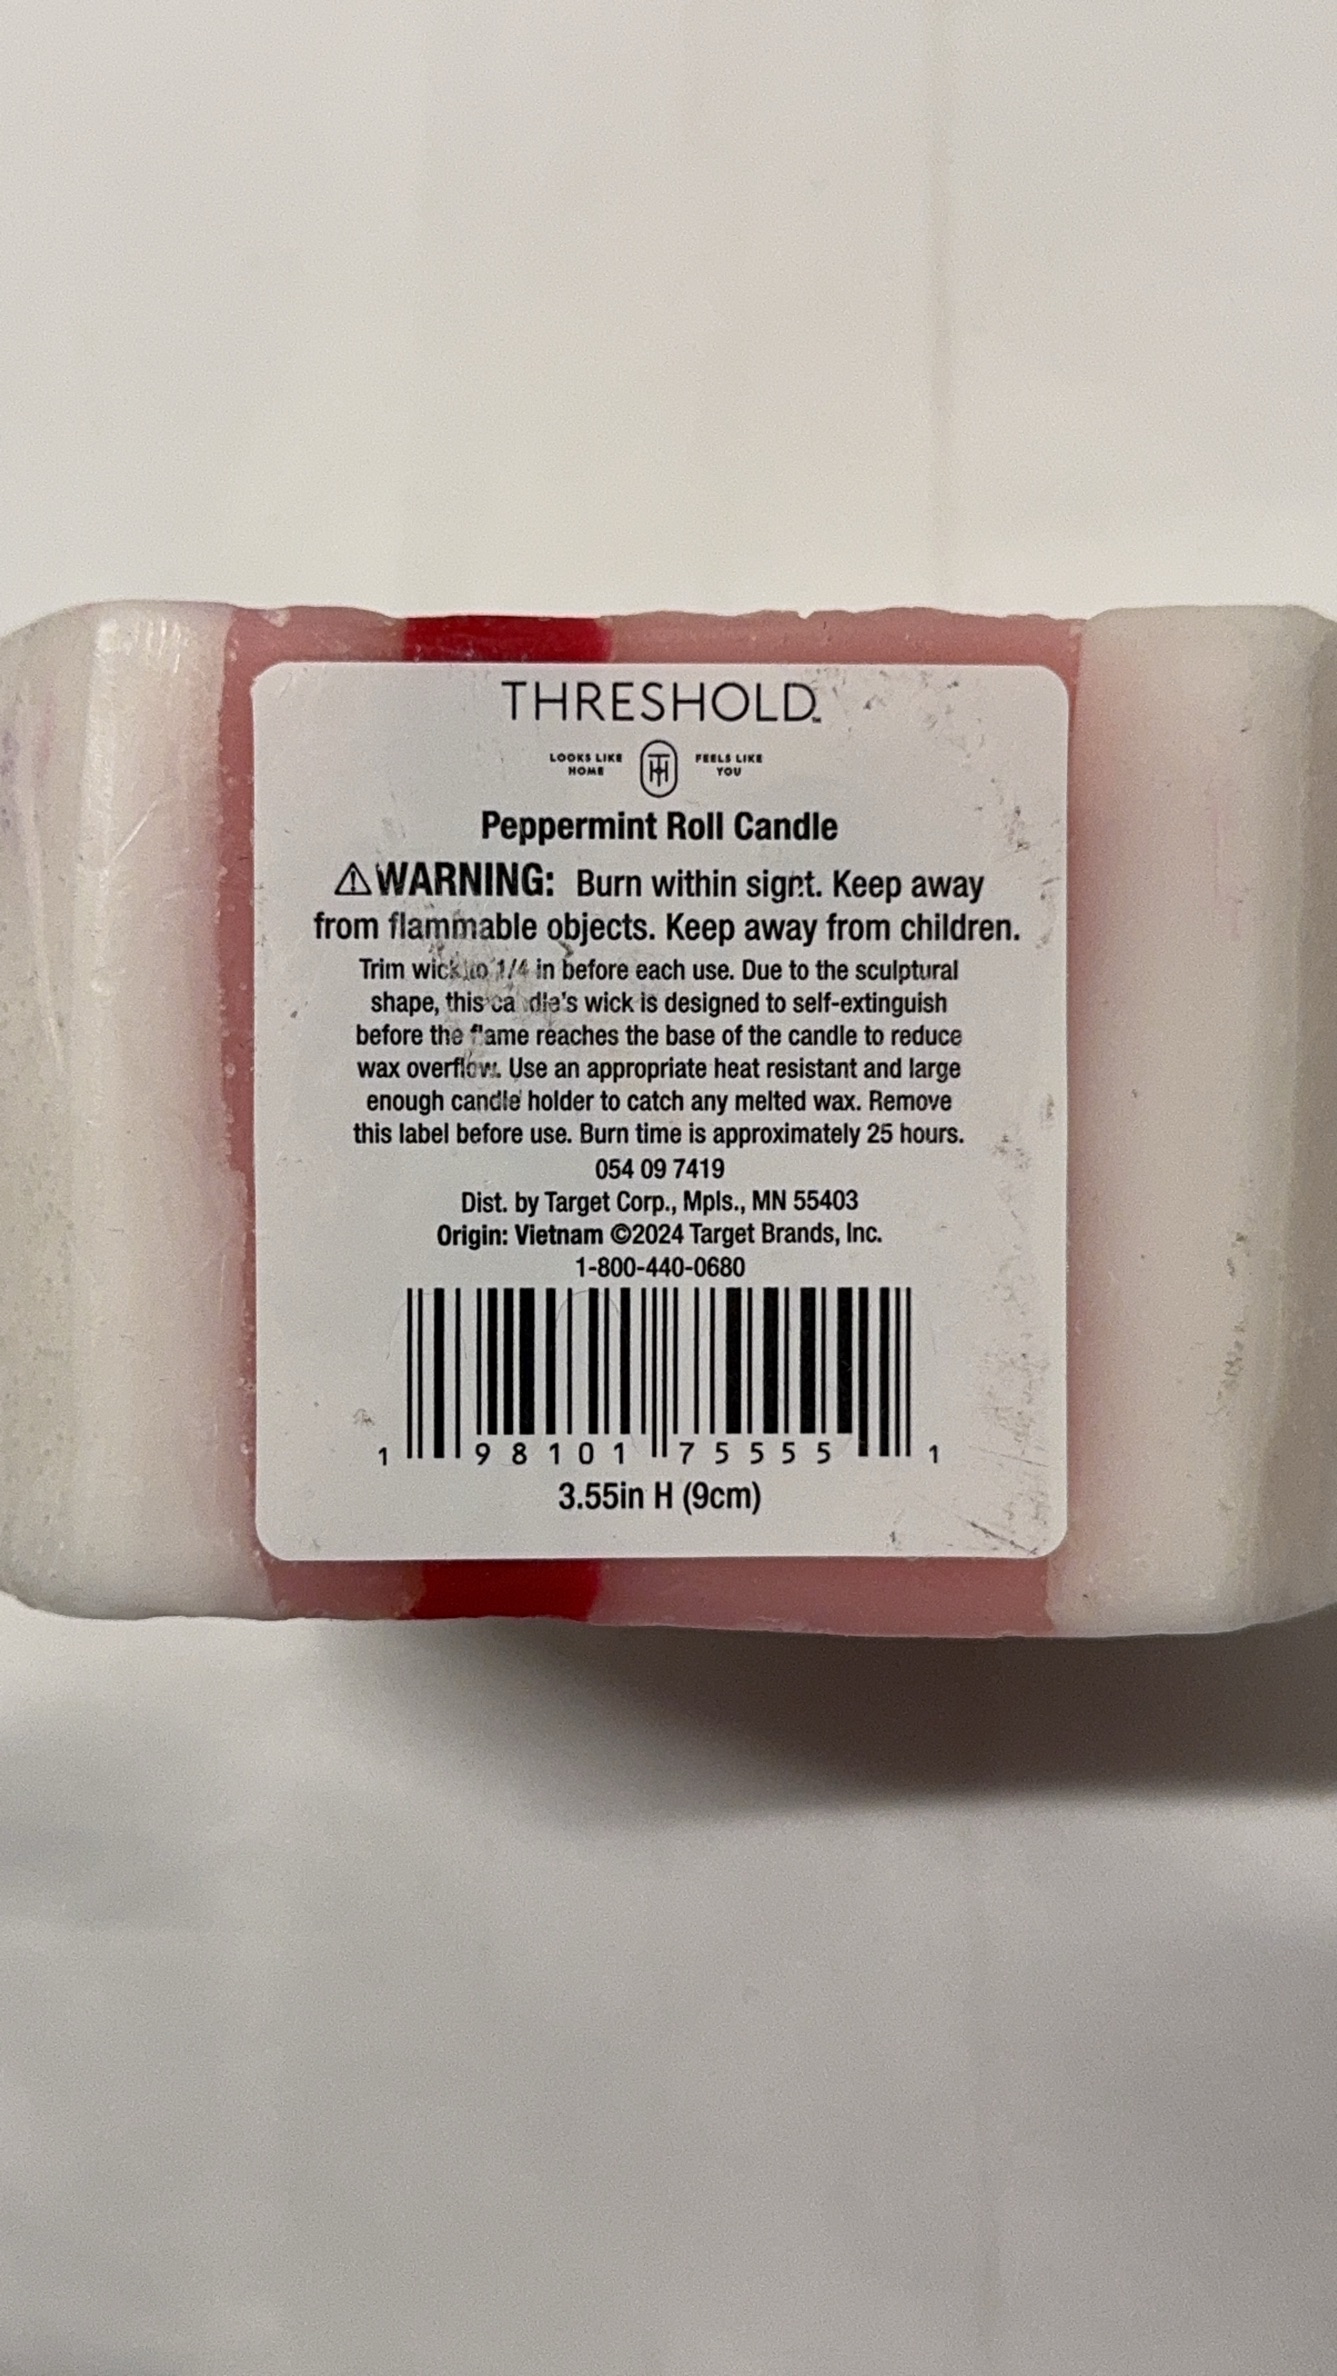 THRESHOLD™
LOOKS LIKE HOME FEELS LIKE YOU
Peppermint Roll Candle
⚠WARNING: Burn within sight. Keep away
from flammable objects. Keep away from children.
Trim wick to 1/4 in before each use. Due to the sculptural
shape, this candle's wick is designed to self-extinguish
before the flame reaches the base of the candle to reduce
wax overflow. Use an appropriate heat resistant and large
enough candle holder to catch any melted wax. Remove
this label before use. Burn time is approximately 25 hours.
054 09 7419
Dist. by Target Corp., Mpls., MN 55403
Origin: Vietnam ©2024 Target Brands, Inc.
1-800-440-0680
1 98101 75555 1
3.55in H (9cm)